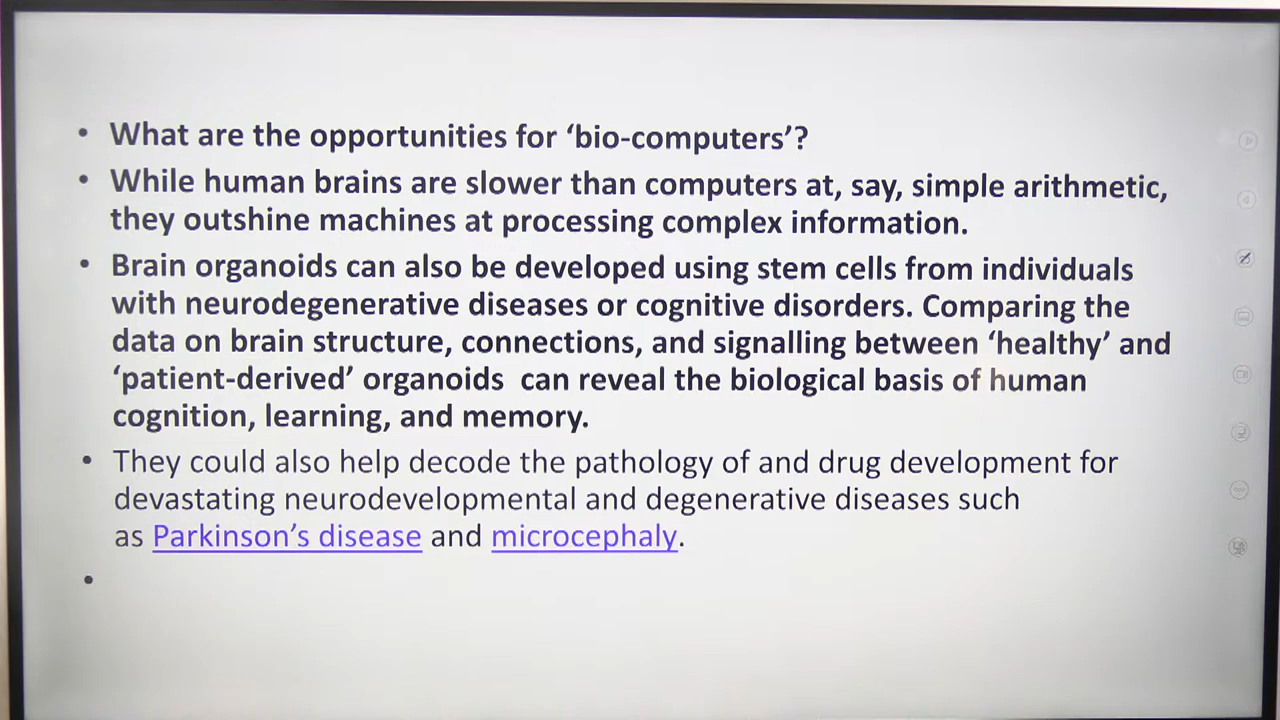 • What are the opportunities for ‘bio-computers’?
• While human brains are slower than computers at, say, simple arithmetic,
they outshine machines at processing complex information.
• Brain organoids can also be developed using stem cells from individuals
with neurodegenerative diseases or cognitive disorders. Comparing the
data on brain structure, connections, and signalling between ‘healthy’ and
‘patient-derived’ organoids  can reveal the biological basis of human
cognition, learning, and memory.
• They could also help decode the pathology of and drug development for
devastating neurodevelopmental and degenerative diseases such
as Parkinson’s disease and microcephaly.
•